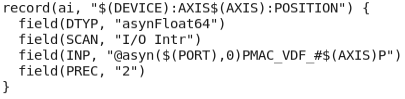 record(ai, "$(DEVICE):AXIS$(AXIS):POSITION") {
  field(DTYP, "asynFloat64")
  field(SCAN, "I/O Intr")
  field(INP, "@asyn($(PORT),0)PMAC_VDF_#$(AXIS)P")
  field(PREC, "2")
}